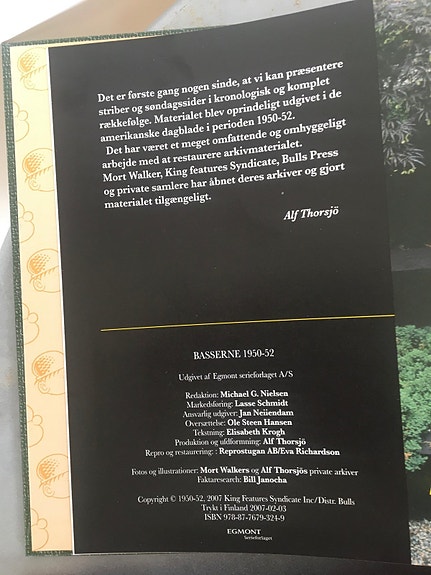 Det er første gang nogen sinde, at vi kan præsentere
striber og søndagssider i kronologisk og komplet
rækkefølge. Materialet blev oprindeligt udgivet i de
amerikanske dagblade i perioden 1950-52.
Det har været et meget omfattende og omhyggeligt
arbejde med at restaurere arkivmaterialet.
Mort Walker, King features Syndicate, Bulls Press
og private samlere har åbnet deres arkiver og gjort
materialet tilgængeligt.
Alf Thorsjö
BASSERNE 1950-52
Udgivet af Egmont serieforlaget A/S
Redaktion: Michael G. Nielsen
Markedsføring: Lasse Schmidt
Ansvarlig udgiver: Jan Neiiendam
Oversættelse: Ole Steen Hansen
Tekstning: Elisabeth Krogh
Produktion og udformning: Alf Thorsjö
Repro og restaurering: : Reprostugan AB/Eva Richardson
Fotos og illustrationer: Mort Walkers og Alf Thorsjös private arkiver
Faktaresearch: Bill Janocha
Copyright © 1950-52, 2007 King Features Syndicate Inc/Distr. Bulls
Trykt i Finland 2007-02-03
ISBN 978-87-7679-324-9
EGMONT
Serieforlaget